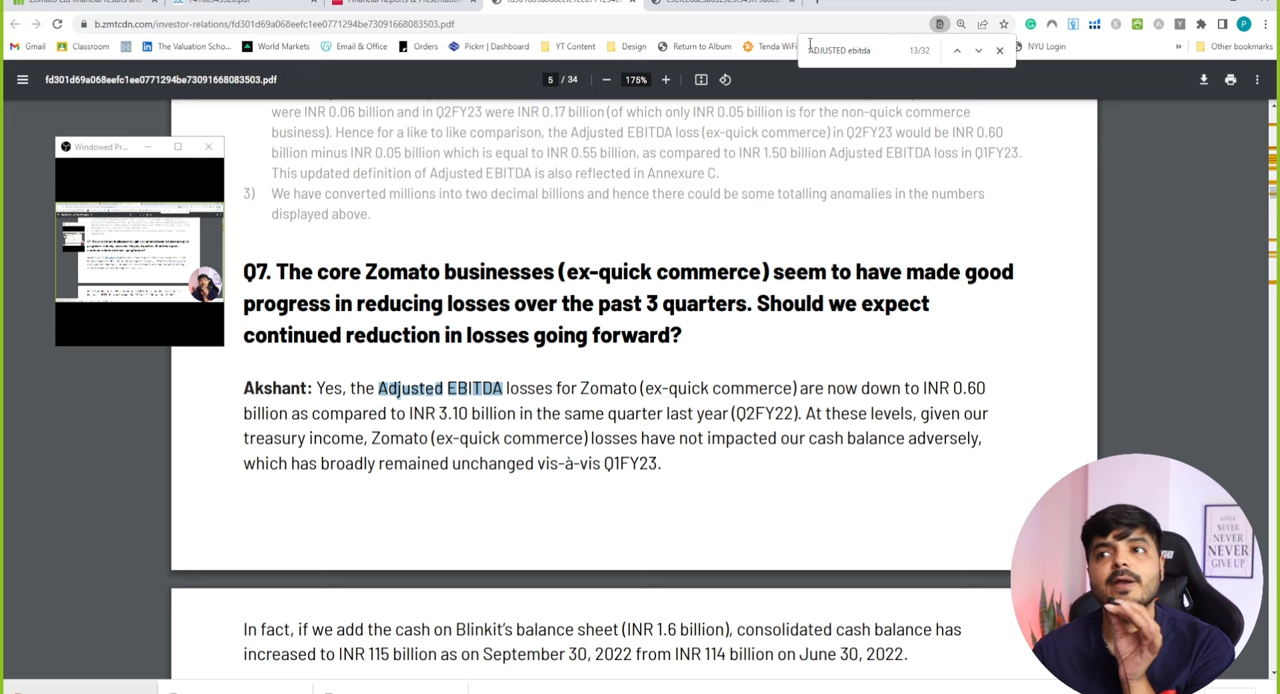 Zomato Ltd financial results and
b.zmtcdn.com/investor-relations/fd301d69a068eefc1ee0771294be73091668083503.pdf
Gmail Classroom The Valuation Scho... World Markets Email & Office Orders Pickrr | Dashboard YT Content Design Return to Album Tenda WiFi NYU Login » Other bookmarks
ADJUSTED ebitda 13/32
fd301d69a068eefc1ee0771294be73091668083503.pdf 5 / 34 175%
Windowed Pr...
were INR 0.06 billion and in Q2FY23 were INR 0.17 billion (of which only INR 0.05 billion is for the non-quick commerce
business). Hence for a like to like comparison, the Adjusted EBITDA loss (ex-quick commerce) in Q2FY23 would be INR 0.60
billion minus INR 0.05 billion which is equal to INR 0.55 billion, as compared to INR 1.50 billion Adjusted EBITDA loss in Q1FY23.
This updated definition of Adjusted EBITDA is also reflected in Annexure C.
3) We have converted millions into two decimal billions and hence there could be some totalling anomalies in the numbers
displayed above.
Q7. The core Zomato businesses (ex-quick commerce) seem to have made good
progress in reducing losses over the past 3 quarters. Should we expect
continued reduction in losses going forward?
Akshant: Yes, the Adjusted EBITDA losses for Zomato (ex-quick commerce) are now down to INR 0.60
billion as compared to INR 3.10 billion in the same quarter last year (Q2FY22). At these levels, given our
treasury income, Zomato (ex-quick commerce) losses have not impacted our cash balance adversely,
which has broadly remained unchanged vis-à-vis Q1FY23.
In fact, if we add the cash on Blinkit's balance sheet (INR 1.6 billion), consolidated cash balance has
increased to INR 115 billion as on September 30, 2022 from INR 114 billion on June 30, 2022.
NEVER
NEVER
NEVER
GIVE UP